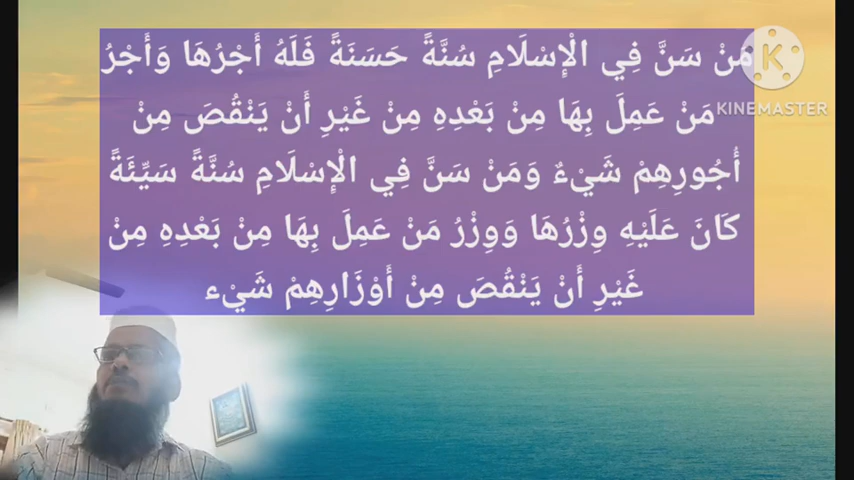 مَنْ سَنَّ فِي الْإِسْلَامِ سُنَّةً حَسَنَةً فَلَهُ أَجْرُهَا وَأَجْرُ
مَنْ عَمِلَ بِهَا مِنْ بَعْدِهِ مِنْ غَيْرِ أَنْ يَنْقُصَ مِنْ
أُجُورِهِمْ شَيْءٌ وَمَنْ سَنَّ فِي الْإِسْلَامِ سُنَّةً سَيِّئَةً
كَانَ عَلَيْهِ وِزْرُهَا وَوِزْرُ مَنْ عَمِلَ بِهَا مِنْ بَعْدِهِ مِنْ
غَيْرِ أَنْ يَنْقُصَ مِنْ أَوْزَارِهِمْ شَيْء
K
KINEMASTER